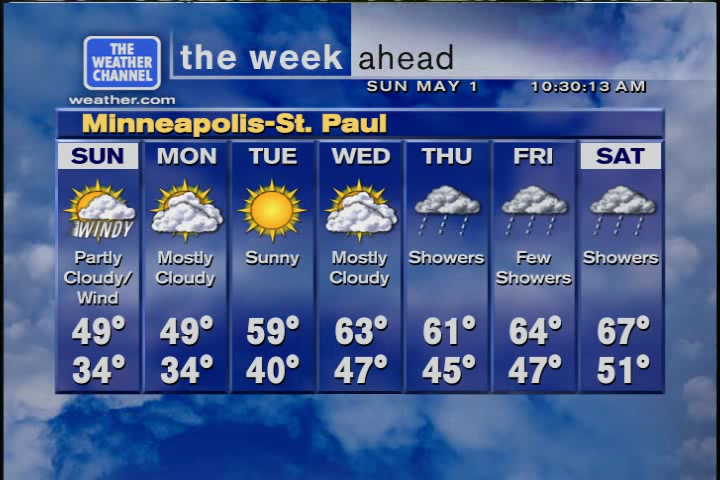 THE
WEATHER
CHANNEL
weather.com
the week ahead
SUN MAY 1 10:30:13 AM
Minneapolis-St. Paul
SUN MON TUE WED THU FRI SAT
WINDY
Partly Cloudy/ Wind
Mostly Cloudy
Sunny
Mostly Cloudy
Showers
Few Showers
Showers
49° 49° 59° 63° 61° 64° 67°
34° 34° 40° 47° 45° 47° 51°